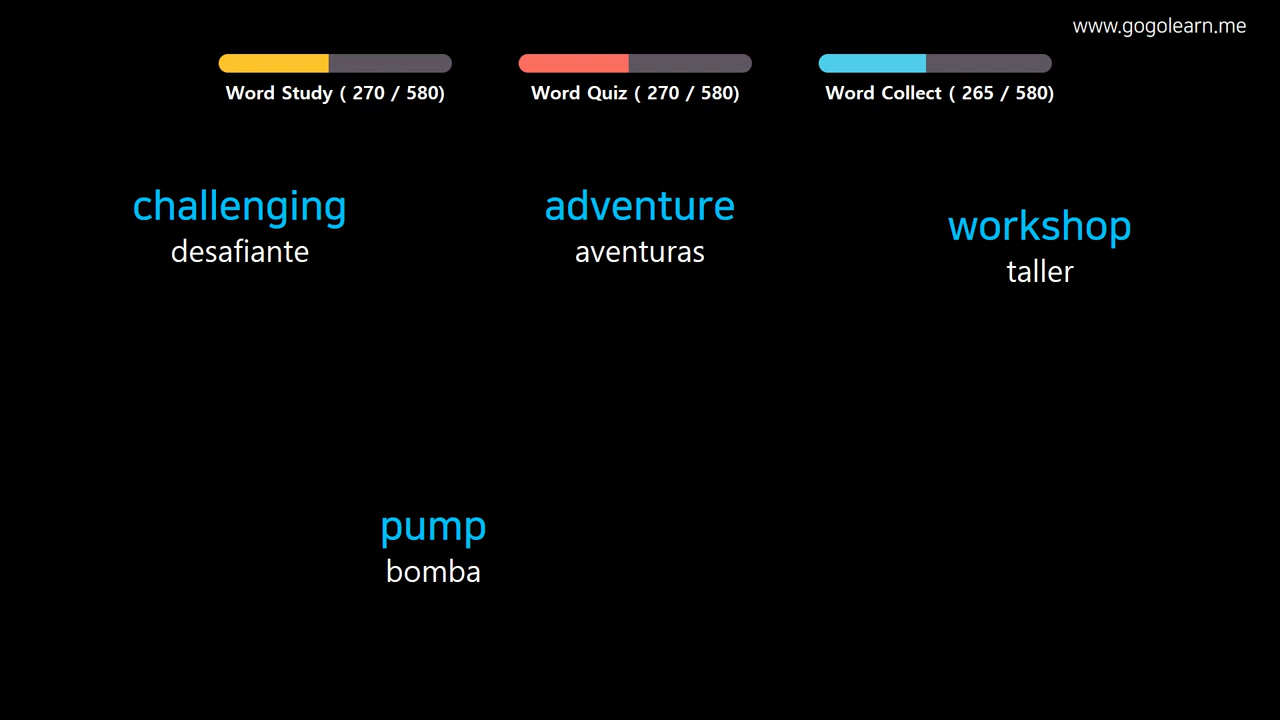 www.gogolearn.me
Word Study ( 270 / 580)
Word Quiz ( 270 / 580)
Word Collect ( 265 / 580)
challenging
desafiante
adventure
aventuras
workshop
taller
pump
bomba